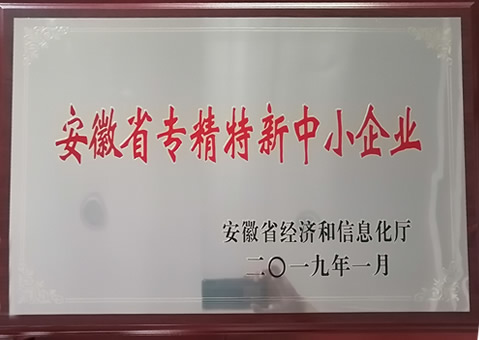 安徽省专精特新中小企业
安徽省经济和信息化厅
二〇一九年一月